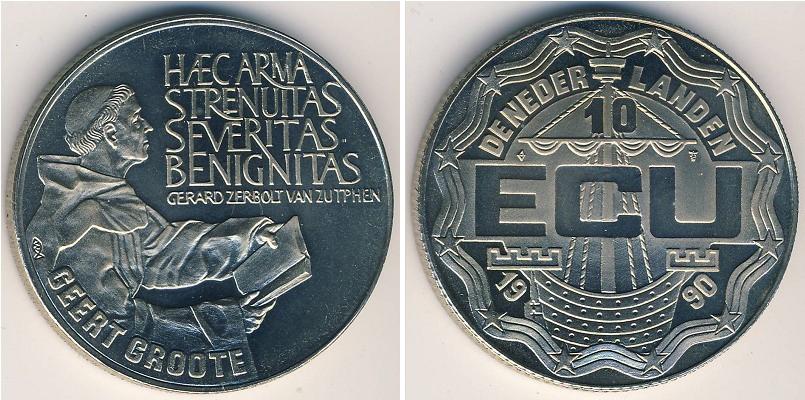 HÆC ARMA
STRENUITAS
SEVERITAS
BENIGNITAS
GERARD ZERBOLT VAN ZUTPHEN
GEERT GROOTE
DE NEDER LANDEN
10
ECU
19 90